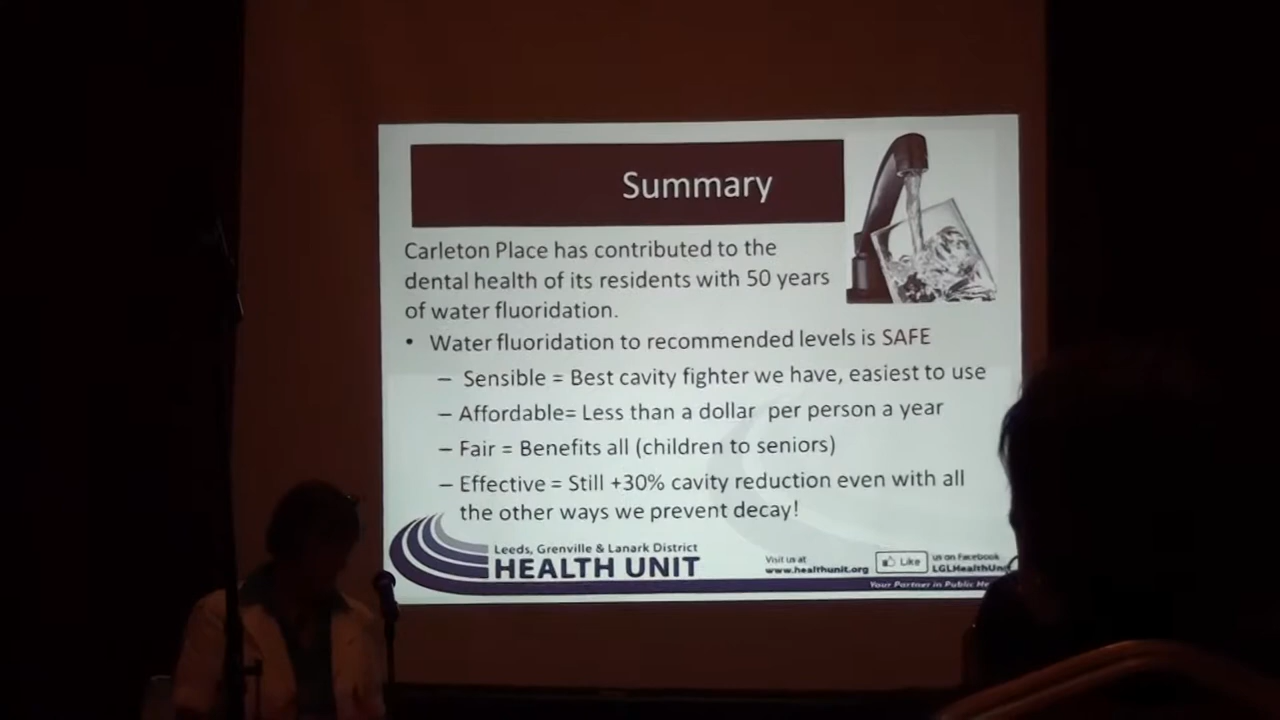 Summary
Carleton Place has contributed to the
dental health of its residents with 50 years
of water fluoridation.
• Water fluoridation to recommended levels is SAFE
– Sensible = Best cavity fighter we have, easiest to use
– Affordable= Less than a dollar per person a year
– Fair = Benefits all (children to seniors)
– Effective = Still +30% cavity reduction even with all
the other ways we prevent decay!
Leeds, Grenville & Lanark District
HEALTH UNIT
Visit us at
www.healthunit.org
Like
us on Facebook
Your Partner in Public